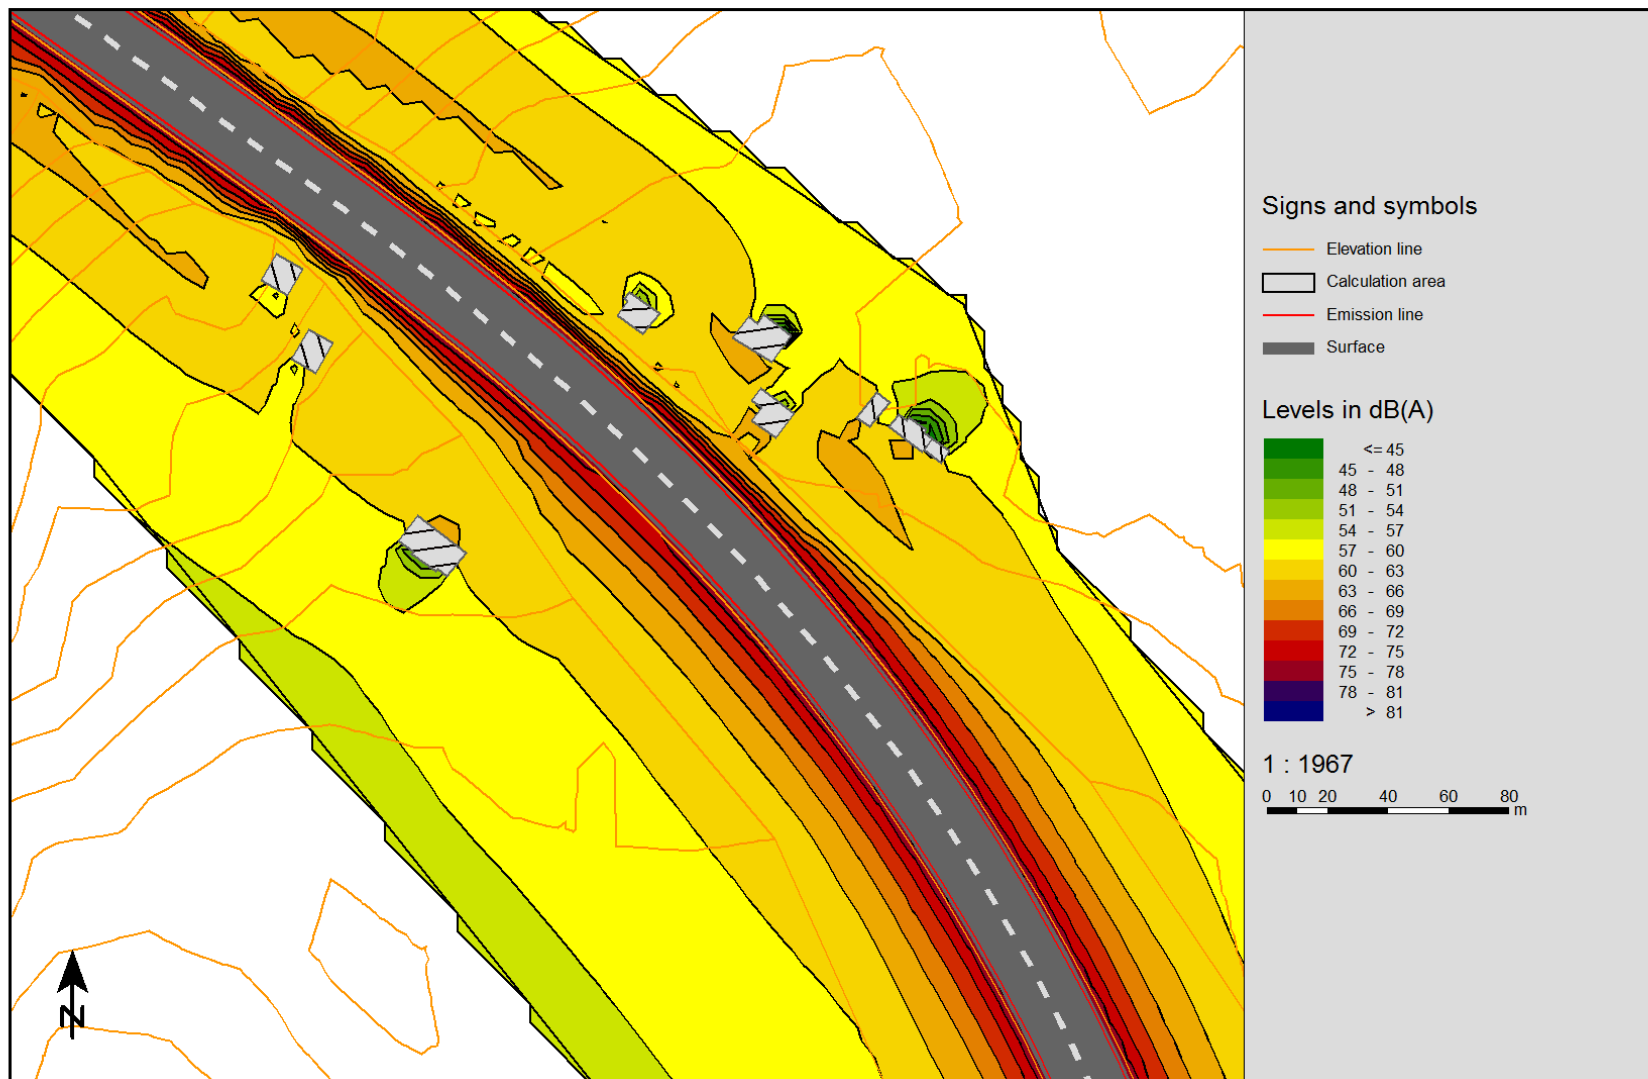 Signs and symbols
Elevation line
Calculation area
Emission line
Surface
Levels in dB(A)
<= 45
45 - 48
48 - 51
51 - 54
54 - 57
57 - 60
60 - 63
63 - 66
66 - 69
69 - 72
72 - 75
75 - 78
78 - 81
> 81
1 : 1967
0 10 20 40 60 80
m
N